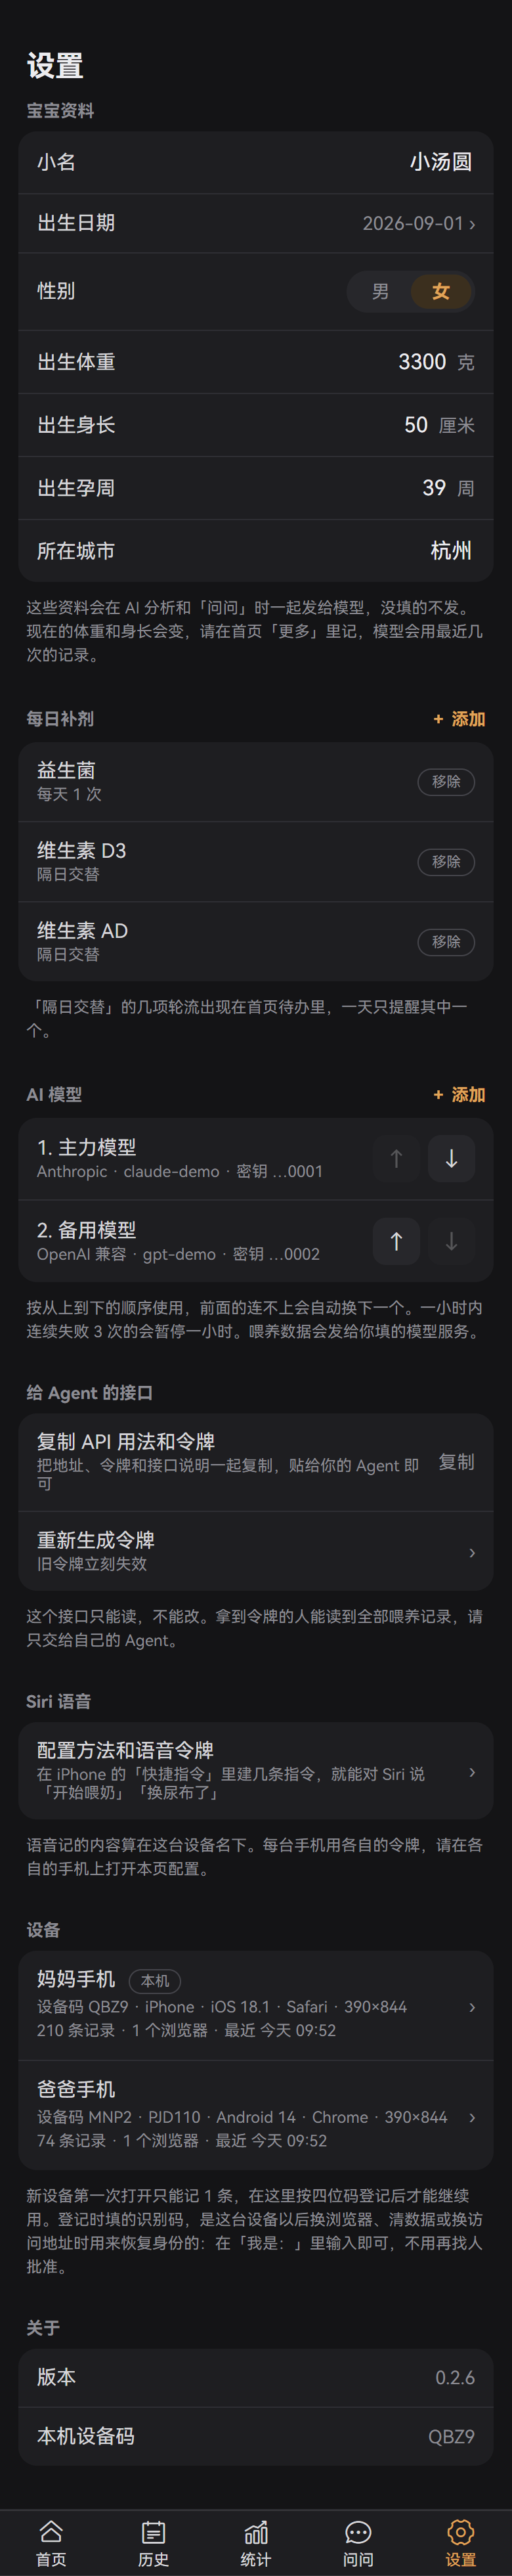 设置
宝宝资料
小名 小汤圆
出生日期 2026-09-01 ›
性别 男 女
出生体重 3300 克
出生身长 50 厘米
出生孕周 39 周
所在城市 杭州
这些资料会在 AI 分析和「问问」时一起发给模型，没填的不发。
现在的体重和身长会变，请在首页「更多」里记，模型会用最近几
次的记录。
每日补剂 + 添加
益生菌
每天 1 次
移除
维生素 D3
隔日交替
移除
维生素 AD
隔日交替
移除
「隔日交替」的几项轮流出现在首页待办里，一天只提醒其中一
个。
AI 模型 + 添加
1. 主力模型
Anthropic · claude-demo · 密钥 …0001
↑ ↓
2. 备用模型
OpenAI 兼容 · gpt-demo · 密钥 …0002
↑ ↓
按从上到下的顺序使用，前面的连不上会自动换下一个。一小时内
连续失败 3 次的会暂停一小时。喂养数据会发给你填的模型服务。
给 Agent 的接口
复制 API 用法和令牌
把地址、令牌和接口说明一起复制，贴给你的 Agent 即
可
复制
重新生成令牌
旧令牌立刻失效
›
这个接口只能读，不能改。拿到令牌的人能读到全部喂养记录，请
只交给自己的 Agent。
Siri 语音
配置方法和语音令牌
在 iPhone 的「快捷指令」里建几条指令，就能对 Siri 说
「开始喂奶」「换尿布了」
›
语音记的内容算在这台设备名下。每台手机用各自的令牌，请在各
自的手机上打开本页配置。
设备
妈妈手机 本机
设备码 QBZ9 · iPhone · iOS 18.1 · Safari · 390×844
210 条记录 · 1 个浏览器 · 最近 今天 09:52
›
爸爸手机
设备码 MNP2 · PJD110 · Android 14 · Chrome · 390×844
74 条记录 · 1 个浏览器 · 最近 今天 09:52
›
新设备第一次打开只能记 1 条，在这里按四位码登记后才能继续
用。登记时填的识别码，是这台设备以后换浏览器、清数据或换访
问地址时用来恢复身份的：在「我是：」里输入即可，不用再找人
批准。
关于
版本 0.2.6
本机设备码 QBZ9
首页 历史 统计 问问 设置